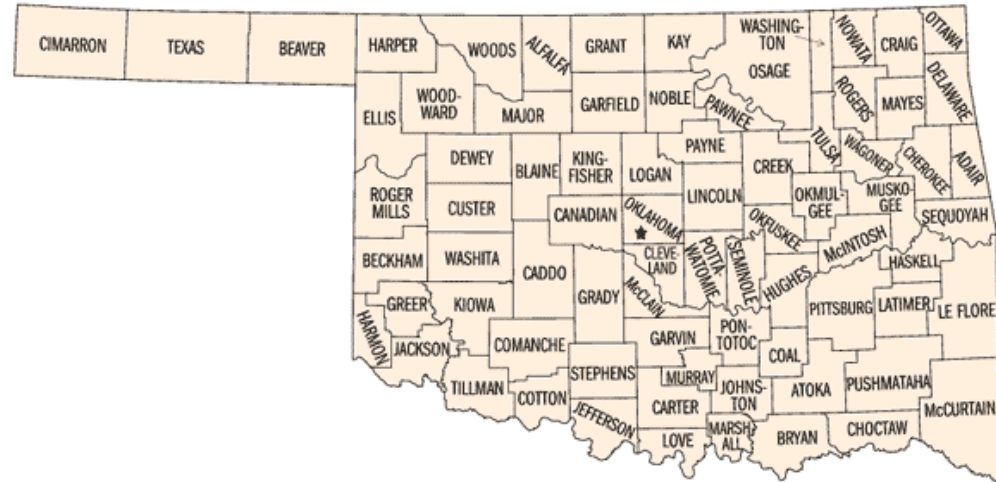 CIMARRON
TEXAS
BEAVER
HARPER
WOODS
ALFALFA
GRANT
KAY
WASHING-
TON
OSAGE
NOWATA
CRAIG
OTTAWA
ELLIS
WOOD-
WARD
MAJOR
GARFIELD
NOBLE
PAWNEE
ROGERS
MAYES
DELAWARE
DEWEY
BLAINE
KING-
FISHER
LOGAN
PAYNE
CREEK
TULSA
WAGONER
CHEROKEE
ADAIR
ROGER
MILLS
CUSTER
CANADIAN
OKLAHOMA
LINCOLN
OKFUSKEE
OKMUL-
GEE
MUSKO-
GEE
SEQUOYAH
BECKHAM
WASHITA
CADDO
GRADY
CLEVE-
LAND
McCLAIN
POTTA-
WATOMIE
SEMINOLE
HUGHES
McINTOSH
HASKELL
GREER
KIOWA
HARMON
JACKSON
COMANCHE
GARVIN
PON-
TOTOC
PITTSBURG
LATIMER
LE FLORE
COAL
TILLMAN
COTTON
STEPHENS
MURRAY
JOHNS-
TON
ATOKA
PUSHMATAHA
McCURTAIN
JEFFERSON
CARTER
LOVE
MARSH
ALL
BRYAN
CHOCTAW